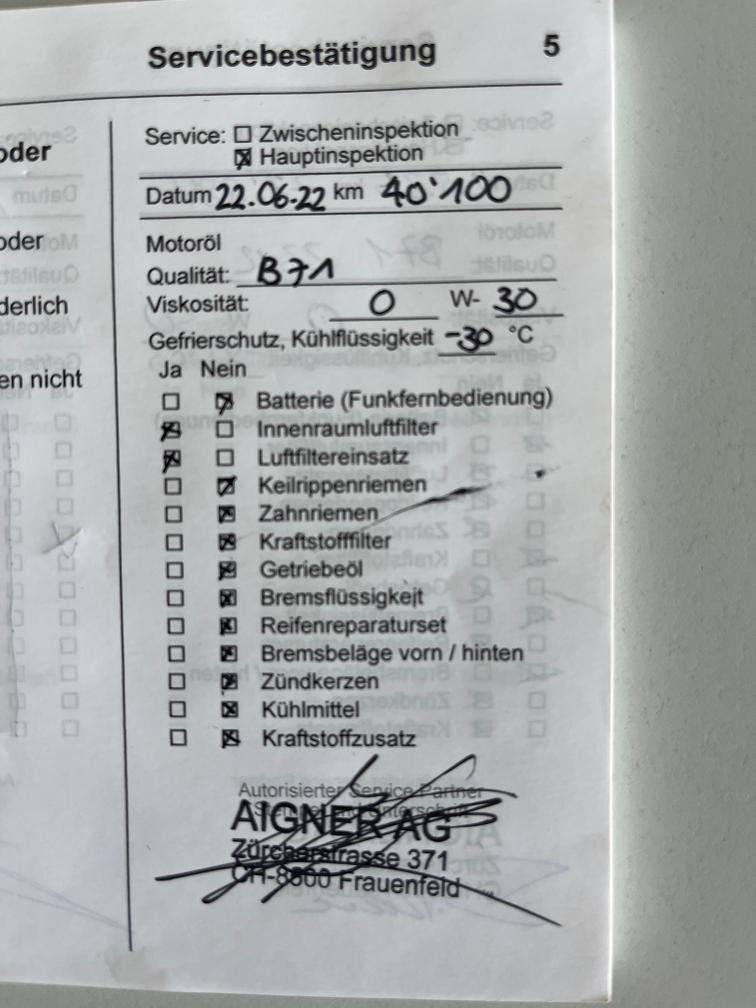 Servicebestätigung 5
oder
oder
derlich
en nicht
Service: Zwischeninspektion
Hauptinspektion
Datum 22.06-22 km 40'100
Motoröl
Qualität: B71
Viskosität: 0 W- 30
Gefrierschutz, Kühlflüssigkeit -30 °C
Ja Nein
Batterie (Funkfernbedienung)
Innenraumluftfilter
Luftfiltereinsatz
Keilrippenriemen
Zahnriemen
Kraftstofffilter
Getriebeöl
Bremsflüssigkeit
Reifenreparaturset
Bremsbeläge vorn / hinten
Zündkerzen
Kühlmittel
Kraftstoffzusatz
Autorisierter Service Partner
AIGNER AG
Zürcherstrasse 371
CH-8500 Frauenfeld